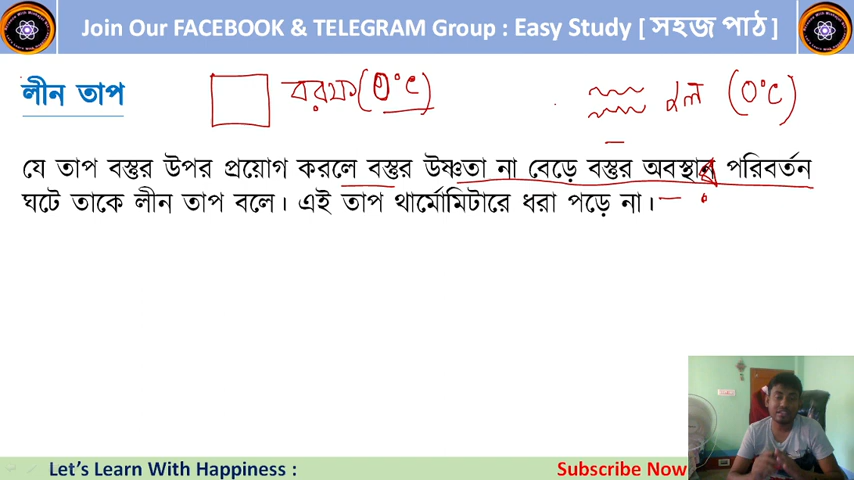 Join Our FACEBOOK & TELEGRAM Group : Easy Study [ সহজ পাঠ ]
লীন তাপ
বরফ (0°C)
জল (0°C)
যে তাপ বস্তুর উপর প্রয়োগ করলে বস্তুর উষ্ণতা না বেড়ে বস্তুর অবস্থার পরিবর্তন
ঘটে তাকে লীন তাপ বলে। এই তাপ থার্মোমিটারে ধরা পড়ে না।
Let's Learn With Happiness :
Subscribe Now